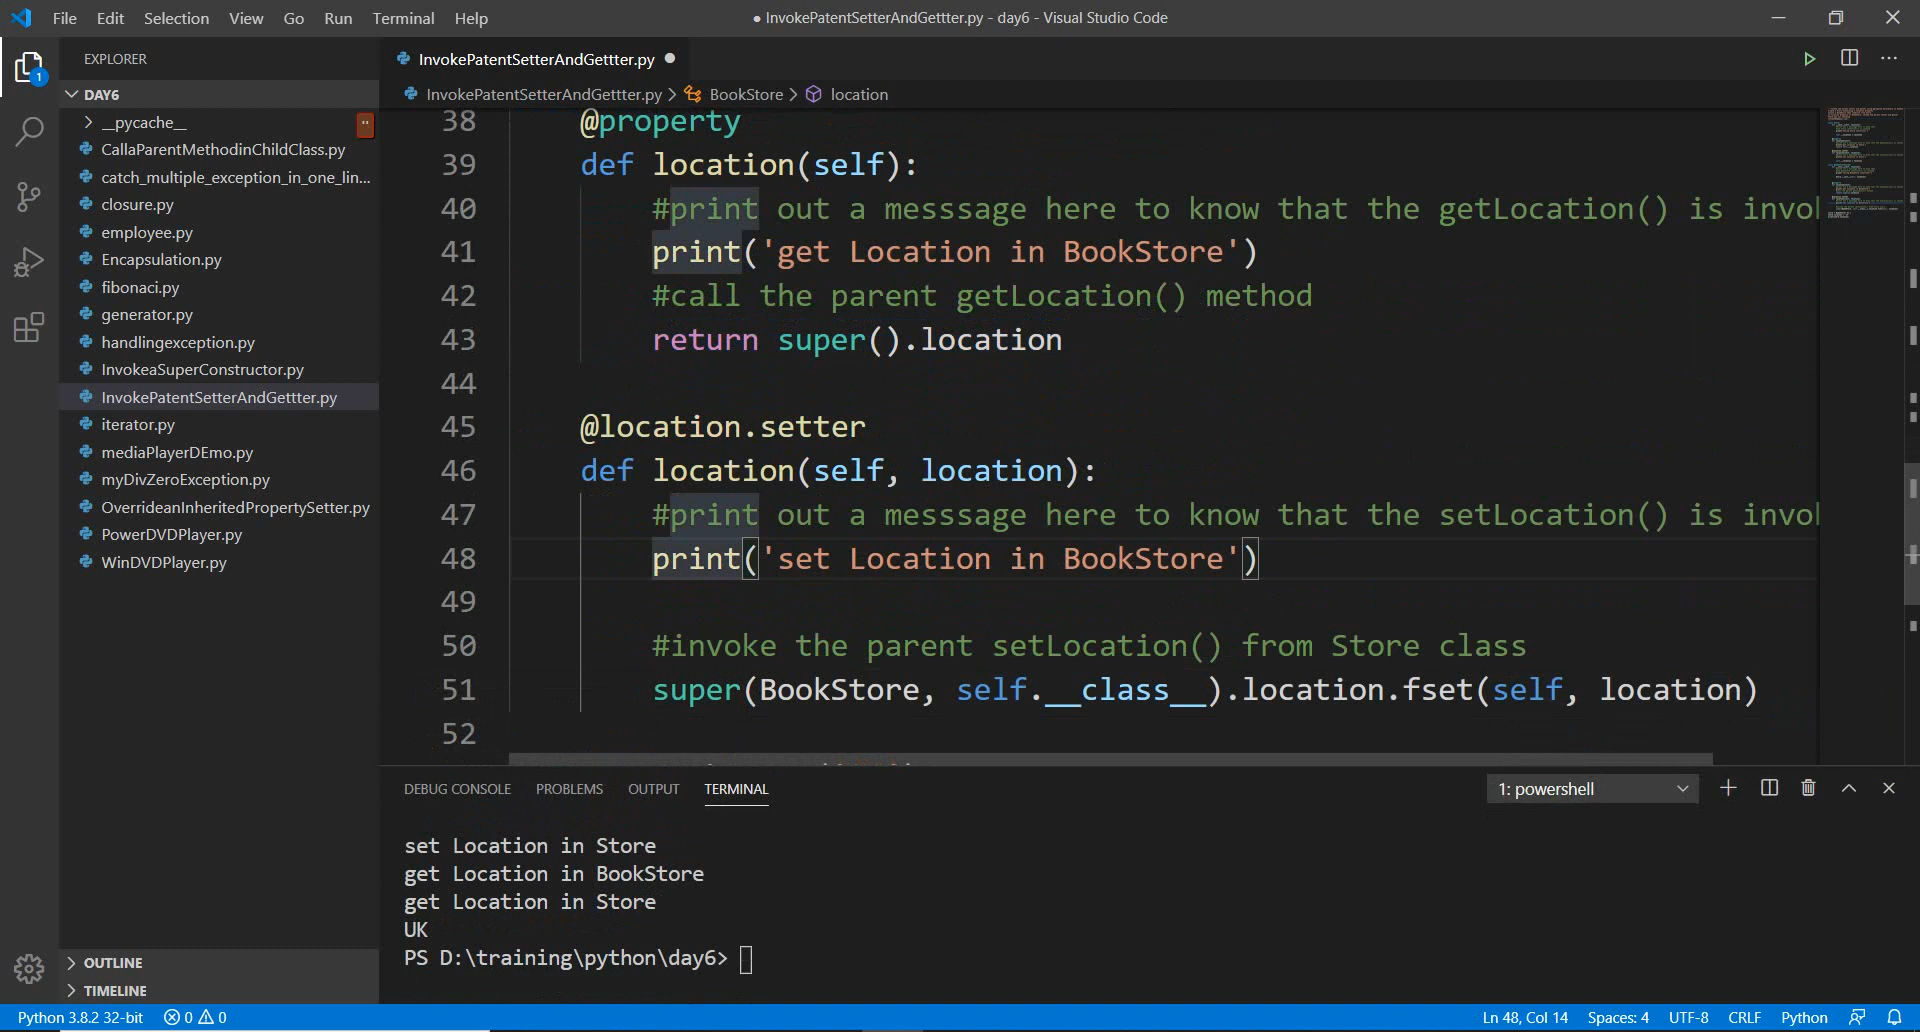 File Edit Selection View Go Run Terminal Help
● InvokePatentSetterAndGettter.py - day6 - Visual Studio Code
EXPLORER
InvokePatentSetterAndGettter.py
1
DAY6
InvokePatentSetterAndGettter.py > BookStore > location
__pycache__
CallaParentMethodinChildClass.py
catch_multiple_exception_in_one_lin...
closure.py
employee.py
Encapsulation.py
fibonaci.py
generator.py
handlingexception.py
InvokeaSuperConstructor.py
InvokePatentSetterAndGettter.py
iterator.py
mediaPlayerDEmo.py
myDivZeroException.py
OverrideanInheritedPropertySetter.py
PowerDVDPlayer.py
WinDVDPlayer.py
OUTLINE
TIMELINE
38 @property
39 def location(self):
40 #print out a messsage here to know that the getLocation() is invo
41 print('get Location in BookStore')
42 #call the parent getLocation() method
43 return super().location
44
45 @location.setter
46 def location(self, location):
47 #print out a messsage here to know that the setLocation() is invo
48 print('set Location in BookStore')
49
50 #invoke the parent setLocation() from Store class
51 super(BookStore, self.__class__).location.fset(self, location)
52
DEBUG CONSOLE PROBLEMS OUTPUT TERMINAL
1: powershell
set Location in Store
get Location in BookStore
get Location in Store
UK
PS D:\training\python\day6>
Python 3.8.2 32-bit 0 0
Ln 48, Col 14 Spaces: 4 UTF-8 CRLF Python